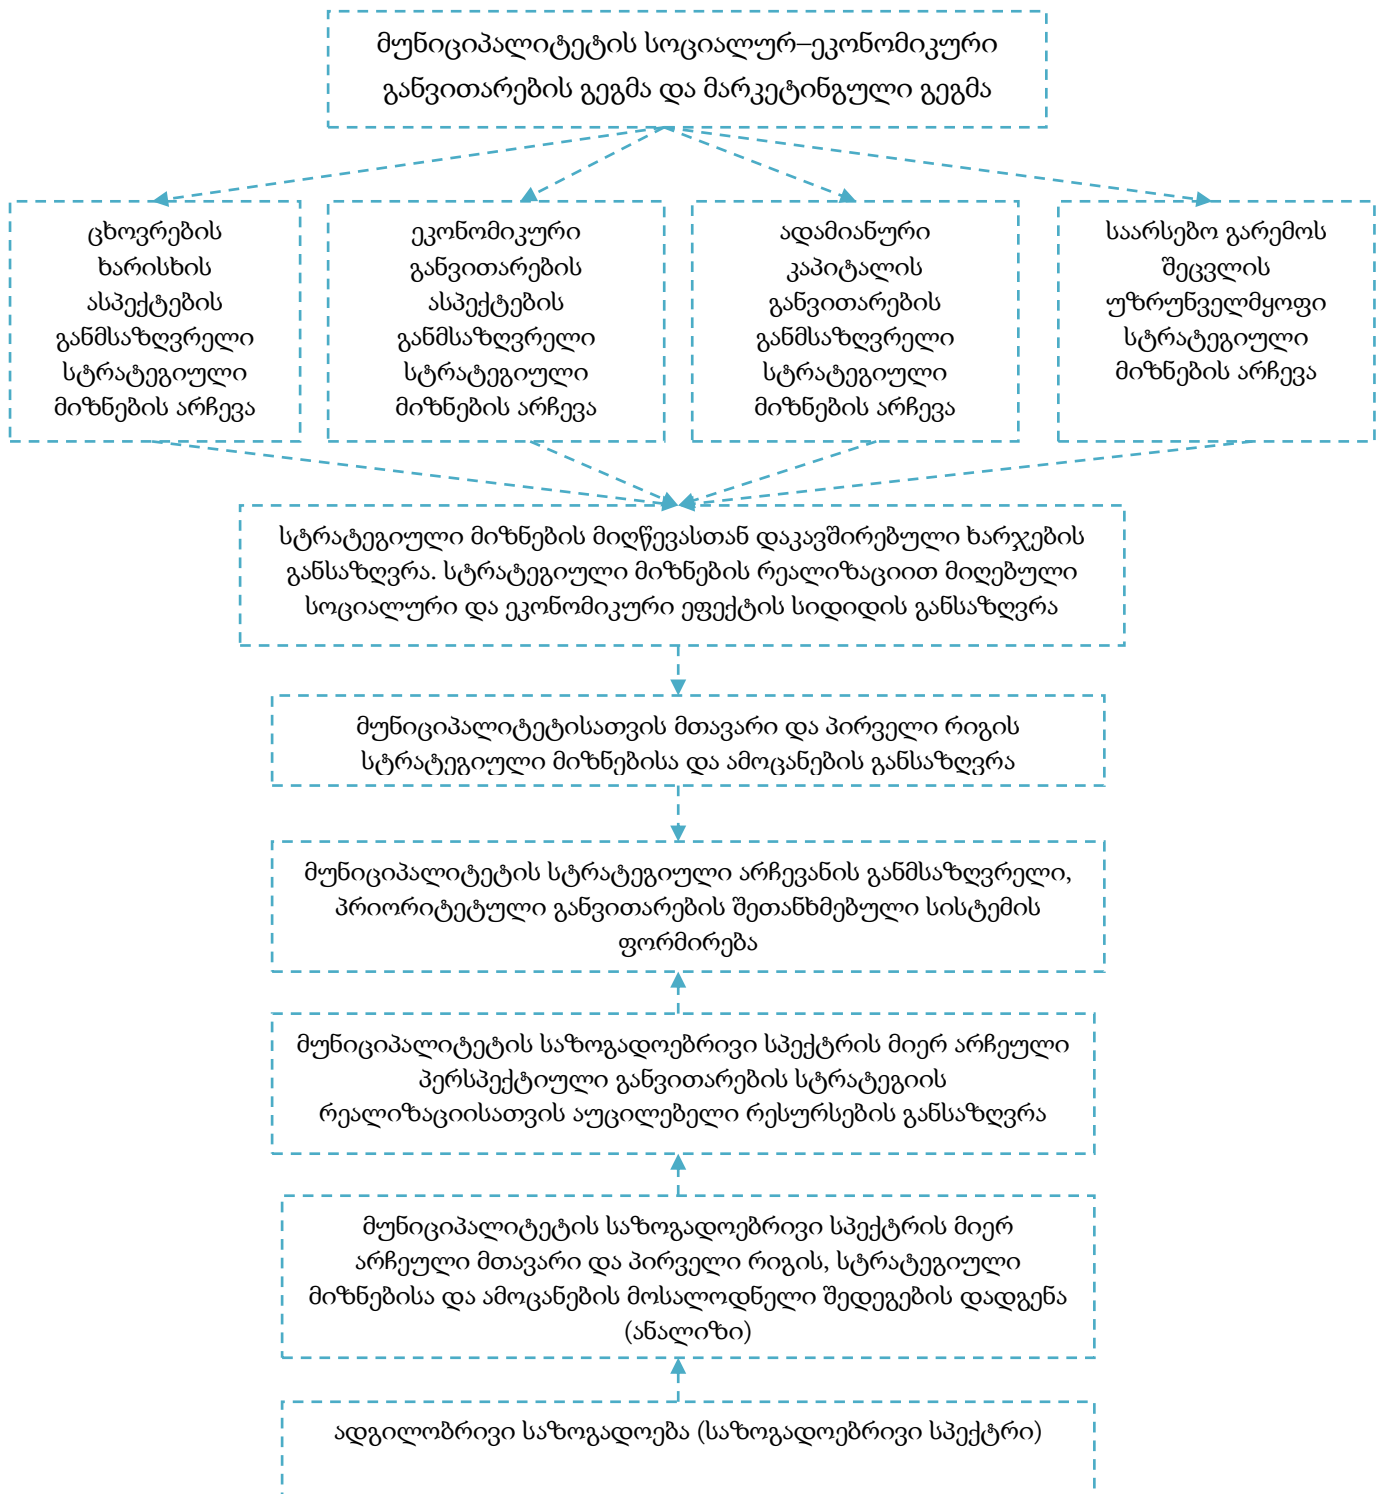 მუნიციპალიტეტის სოციალურ–ეკონომიკური
განვითარების გეგმა და მარკეტინგული გეგმა
ცხოვრების
ხარისხის
ასპექტების
განმსაზღვრელი
სტრატეგიული
მიზნების არჩევა
ეკონომიკური
განვითარების
ასპექტების
განმსაზღვრელი
სტრატეგიული
მიზნების არჩევა
ადამიანური
კაპიტალის
განვითარების
განმსაზღვრელი
სტრატეგიული
მიზნების არჩევა
საარსებო გარემოს
შეცვლის
უზრუნველმყოფი
სტრატეგიული
მიზნების არჩევა
სტრატეგიული მიზნების მიღწევასთან დაკავშირებული ხარჯების
განსაზღვრა. სტრატეგიული მიზნების რეალიზაციით მიღებული
სოციალური და ეკონომიკური ეფექტის სიდიდის განსაზღვრა
მუნიციპალიტეტისათვის მთავარი და პირველი რიგის
სტრატეგიული მიზნებისა და ამოცანების განსაზღვრა
მუნიციპალიტეტის სტრატეგიული არჩევანის განმსაზღვრელი,
პრიორიტეტული განვითარების შეთანხმებული სისტემის
ფორმირება
მუნიციპალიტეტის საზოგადოებრივი სპექტრის მიერ არჩეული
პერსპექტიული განვითარების სტრატეგიის
რეალიზაციისათვის აუცილებელი რესურსების განსაზღვრა
მუნიციპალიტეტის საზოგადოებრივი სპექტრის მიერ
არჩეული მთავარი და პირველი რიგის, სტრატეგიული
მიზნებისა და ამოცანების მოსალოდნელი შედეგების დადგენა
(ანალიზი)
ადგილობრივი საზოგადოება (საზოგადოებრივი სპექტრი)